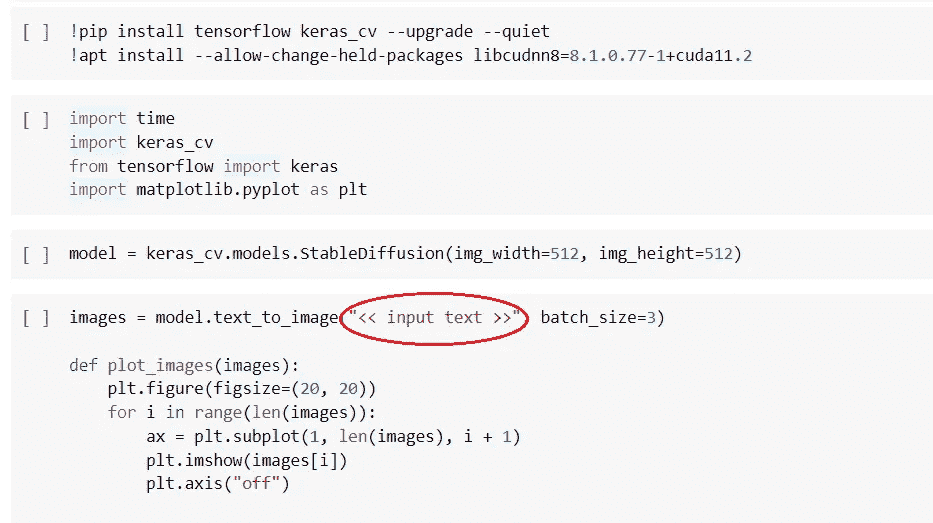 [ ] !pip install tensorflow keras_cv --upgrade --quiet
!apt install --allow-change-held-packages libcudnn8=8.1.0.77-1+cuda11.2
[ ] import time
import keras_cv
from tensorflow import keras
import matplotlib.pyplot as plt
[ ] model = keras_cv.models.StableDiffusion(img_width=512, img_height=512)
[ ] images = model.text_to_image "<< input text >>" batch_size=3)
def plot_images(images):
plt.figure(figsize=(20, 20))
for i in range(len(images)):
ax = plt.subplot(1, len(images), i + 1)
plt.imshow(images[i])
plt.axis("off")